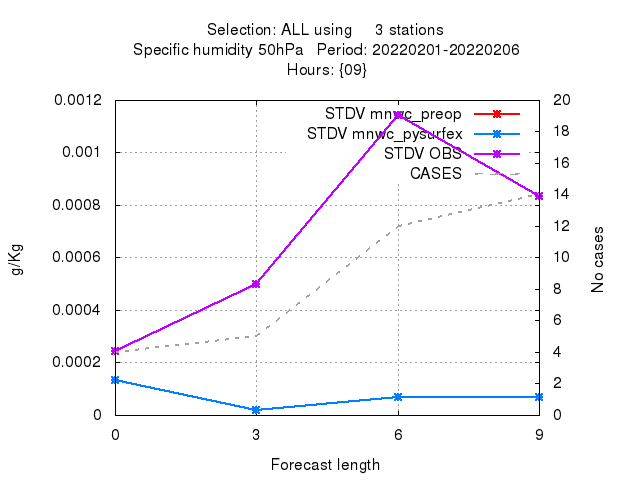 Selection: ALL using 3 stations
Specific humidity 50hPa Period: 20220201-20220206
Hours: {09}
STDV mnwc_preop
STDV mnwc_pysurfex
STDV OBS
CASES
0.0012
0.001
0.0008
0.0006
0.0004
0.0002
0
g/Kg
20
18
16
14
12
10
8
6
4
2
0
No cases
0 3 6 9
Forecast length